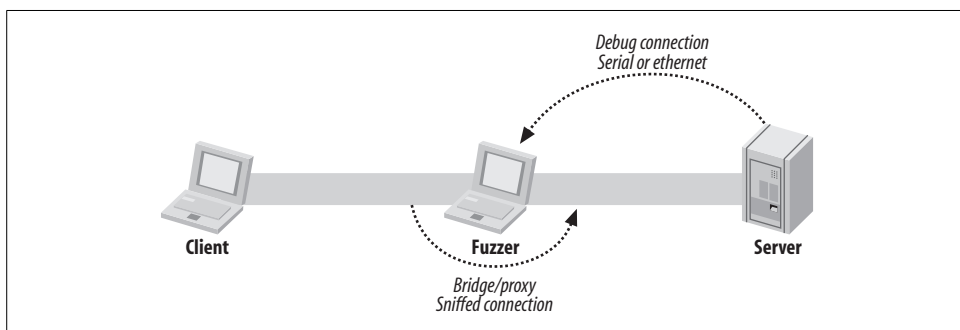 Debug connection
Serial or ethernet
Client
Fuzzer
Server
Bridge/proxy
Sniffed connection